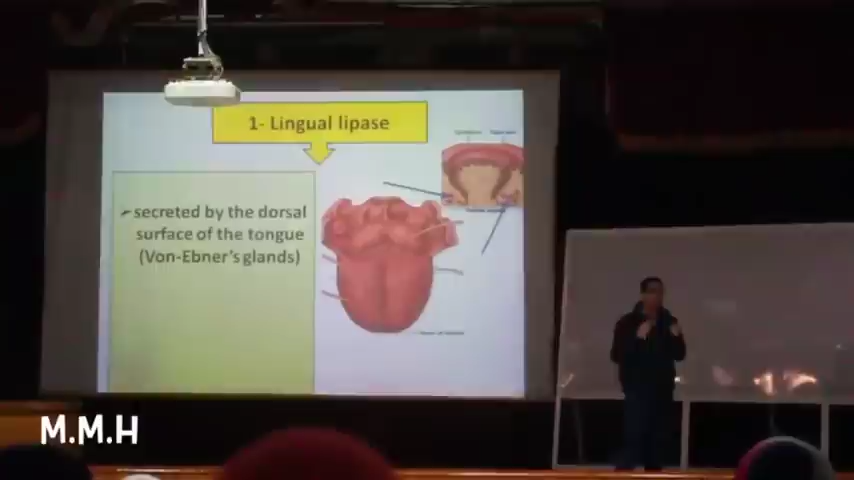 1- Lingual lipase
secreted by the dorsal
surface of the tongue
(Von-Ebner's glands)
M.M.H